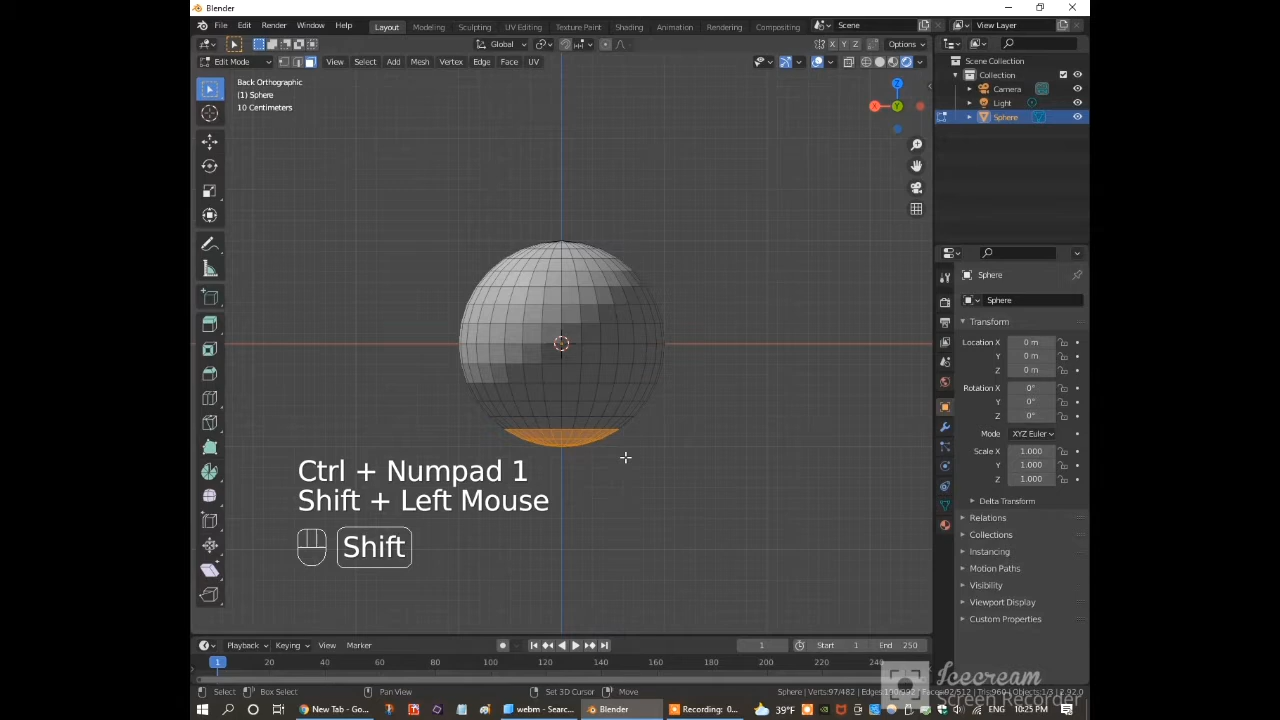 Blender
File Edit Render Window Help Layout Modeling Sculpting UV Editing Texture Paint Shading Animation Rendering Compositing Scene View Layer
Global Options
Edit Mode View Select Add Mesh Vertex Edge Face UV
Back Orthographic
(1) Sphere
10 Centimeters
Z
X
Y
Scene Collection
Collection
Camera
Light
Sphere
Sphere
Sphere
Transform
Location X 0 m
Y 0 m
Z 0 m
Rotation X 0°
Y 0°
Z 0°
Mode XYZ Euler
Scale X 1.000
Y 1.000
Z 1.000
Delta Transform
Relations
Collections
Instancing
Motion Paths
Visibility
Viewport Display
Custom Properties
Ctrl + Numpad 1
Shift + Left Mouse
Shift
Playback Keying View Marker 1 Start 1 End 250
1 20 40 60 80 100 120 140 160 180 200 220 240
Select Box Select Pan View Set 3D Cursor Move
Icecream
Screen Recorder
New Tab - Go... webm - Searc... Blender Recording: 0... 39°F ENG 10:25 PM